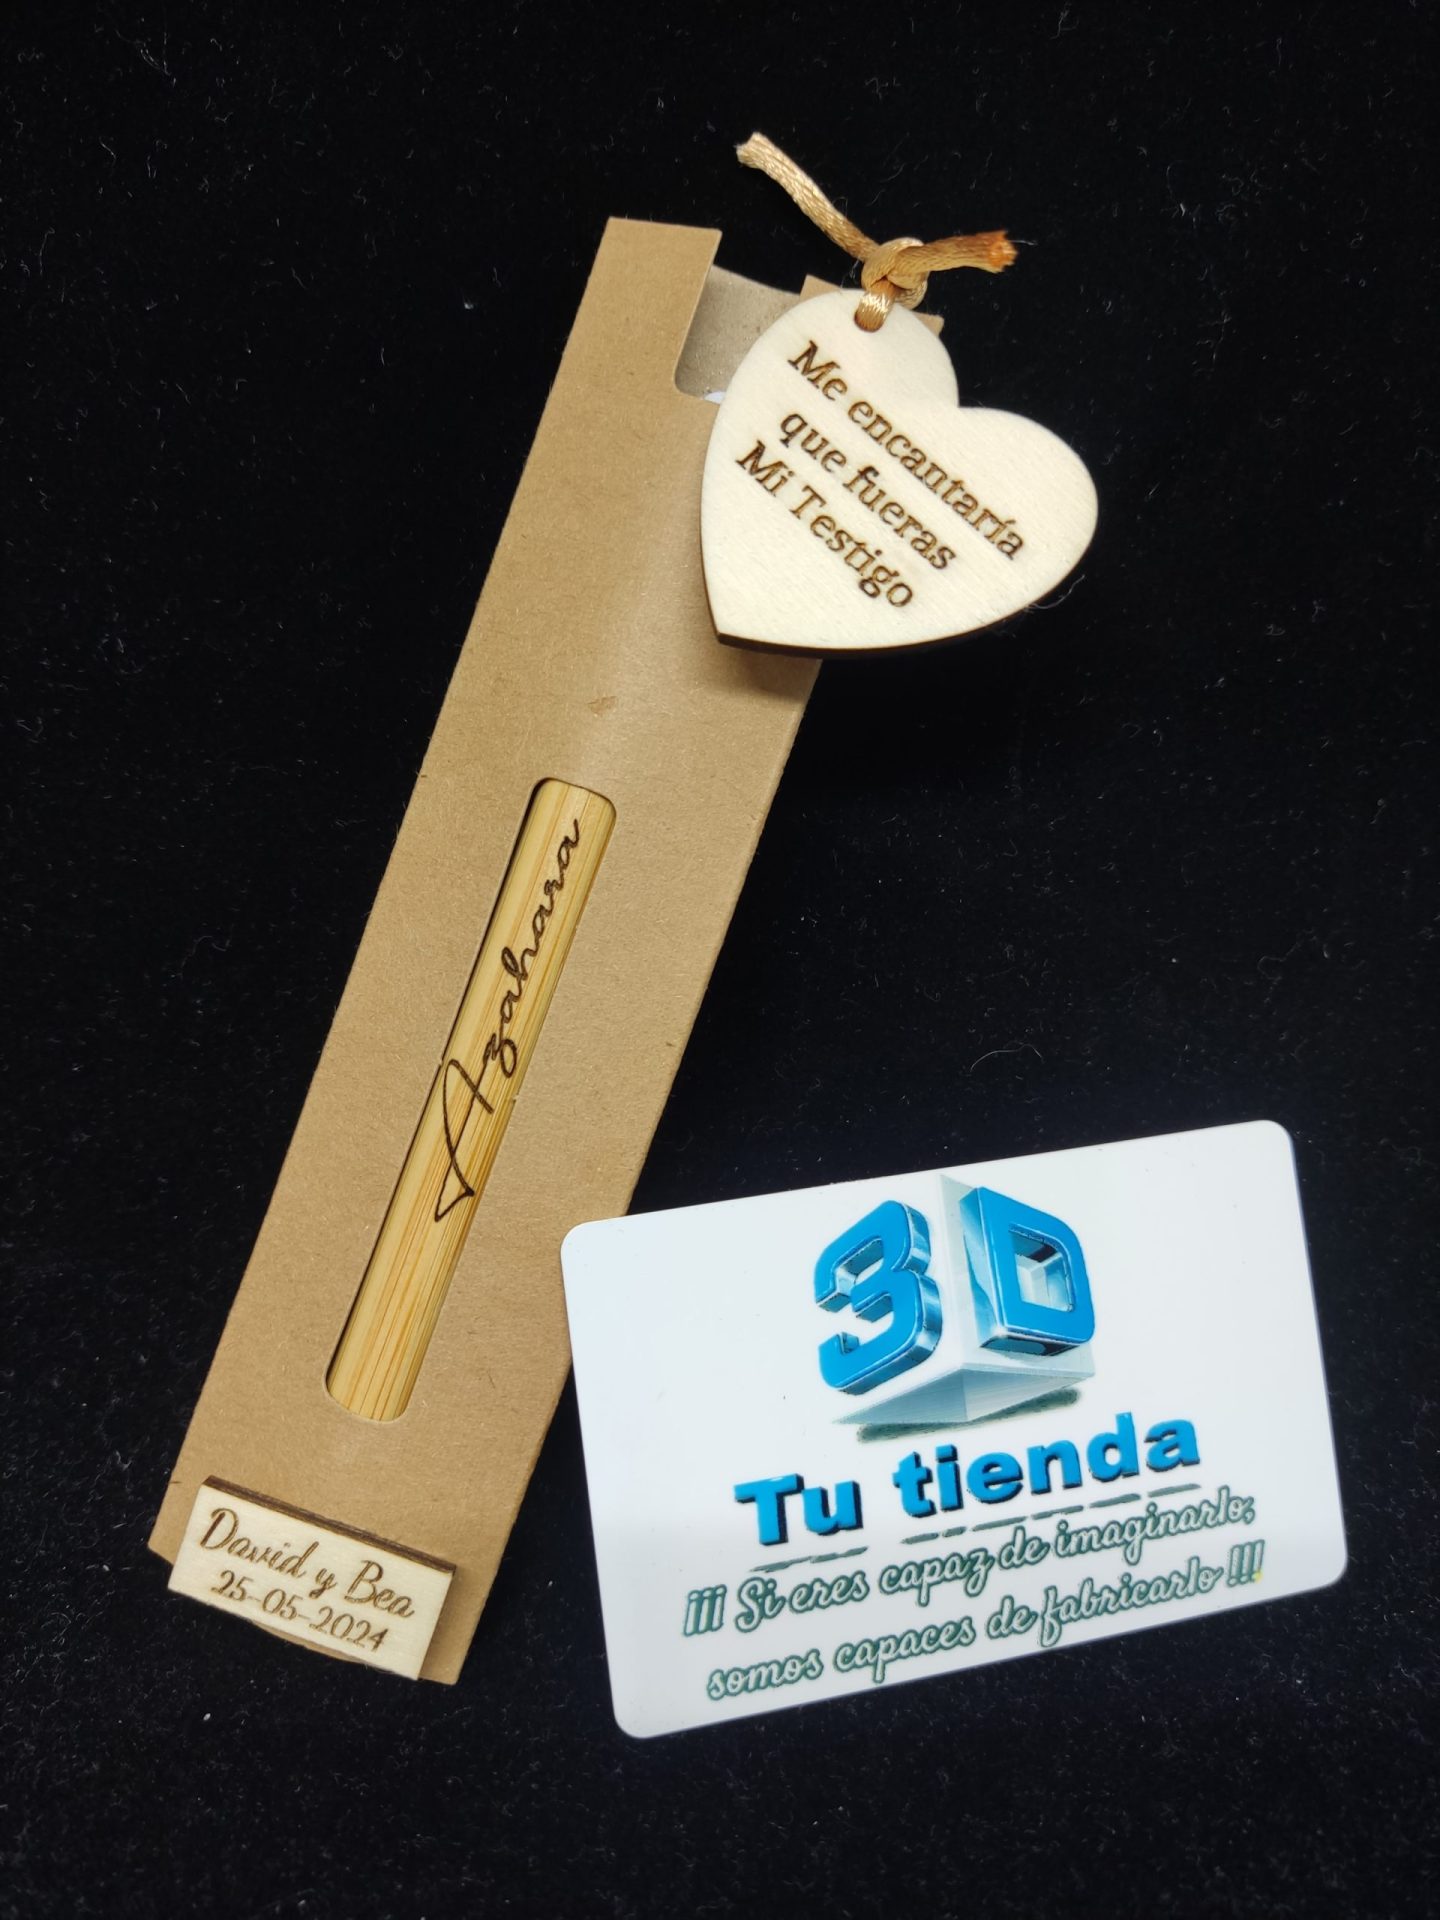 Me encantaría
que fueras
Mi Testigo
Azahara
David y Bea
25-05-2024
3D
Tu tienda
¡¡¡ Si eres capaz de imaginarlo,
somos capaces de fabricarlo !!!